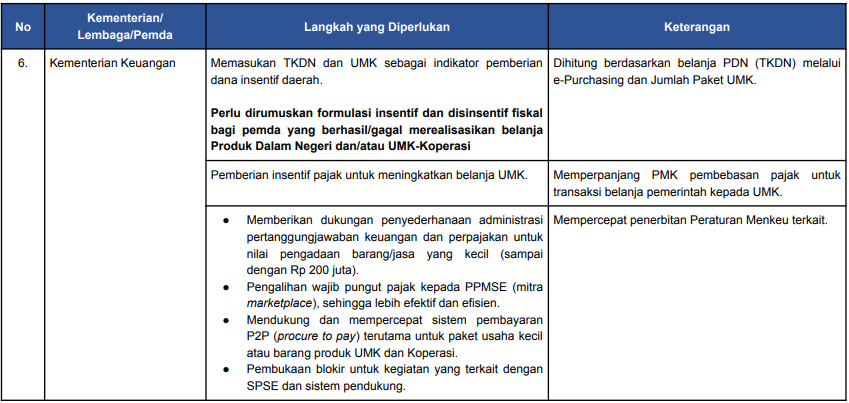 No
Kementerian/
Lembaga/Pemda
Langkah yang Diperlukan
Keterangan
6.
Kementerian Keuangan
Memasukan TKDN dan UMK sebagai indikator pemberian
dana insentif daerah.
Perlu dirumuskan formulasi insentif dan disinsentif fiskal
bagi pemda yang berhasil/gagal merealisasikan belanja
Produk Dalam Negeri dan/atau UMK-Koperasi
Dihitung berdasarkan belanja PDN (TKDN) melalui
e-Purchasing dan Jumlah Paket UMK.
Pemberian insentif pajak untuk meningkatkan belanja UMK.
Memperpanjang PMK pembebasan pajak untuk
transaksi belanja pemerintah kepada UMK.
● Memberikan dukungan penyederhanaan administrasi
pertanggungjawaban keuangan dan perpajakan untuk
nilai pengadaan barang/jasa yang kecil (sampai
dengan Rp 200 juta).
● Pengalihan wajib pungut pajak kepada PPMSE (mitra
marketplace), sehingga lebih efektif dan efisien.
● Mendukung dan mempercepat sistem pembayaran
P2P (procure to pay) terutama untuk paket usaha kecil
atau barang produk UMK dan Koperasi.
● Pembukaan blokir untuk kegiatan yang terkait dengan
SPSE dan sistem pendukung.
Mempercepat penerbitan Peraturan Menkeu terkait.